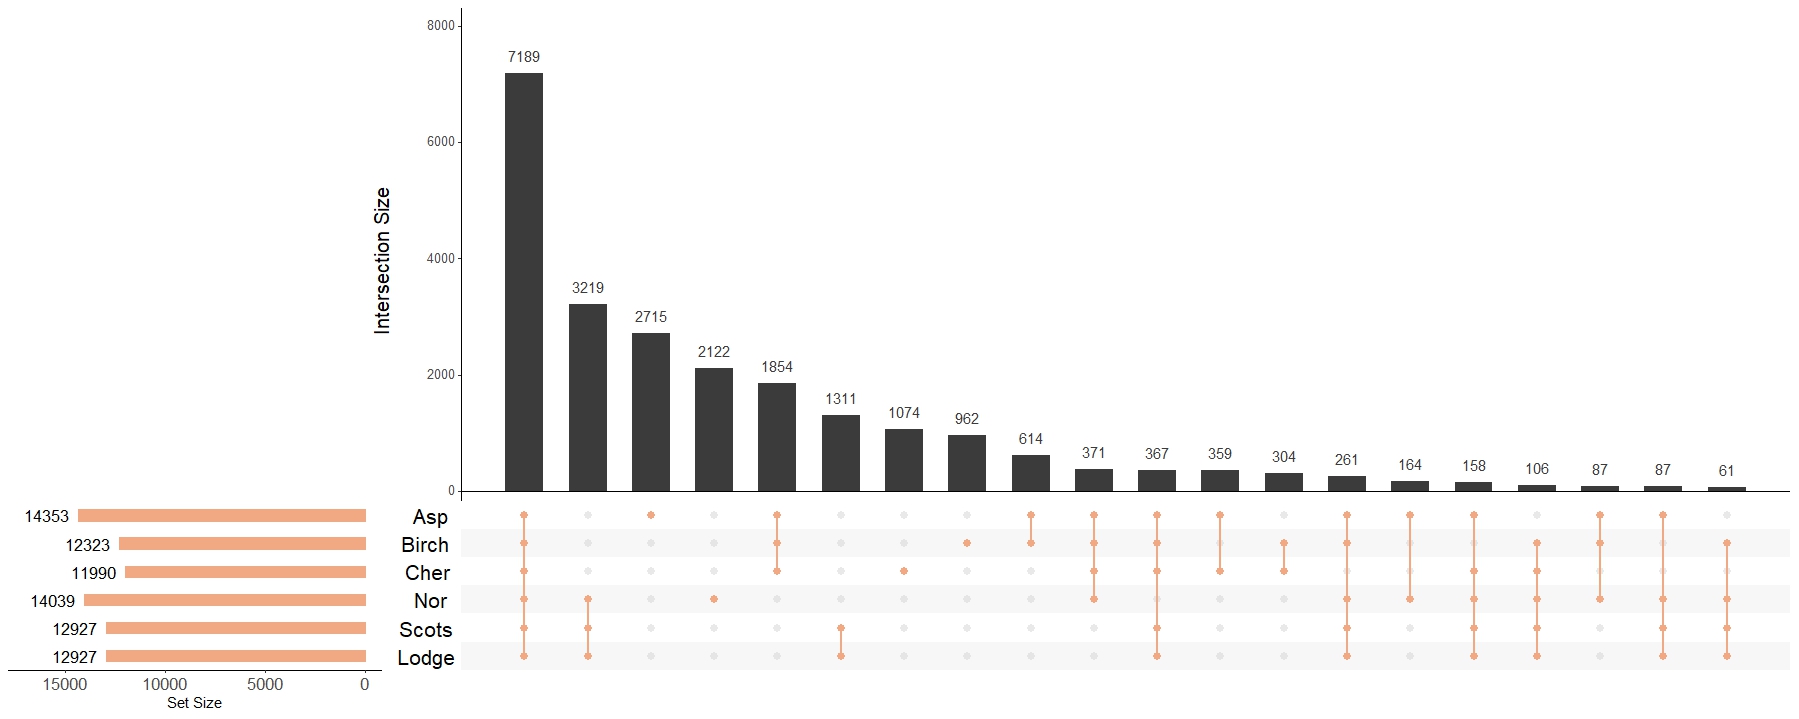 8000
6000
4000
2000
0
Intersection Size
7189
3219
2715
2122
1854
1311
1074
962
614
371
367
359
304
261
164
158
106
87
87
61
14353 Asp
12323 Birch
11990 Cher
14039 Nor
12927 Scots
12927 Lodge
15000 10000 5000 0
Set Size